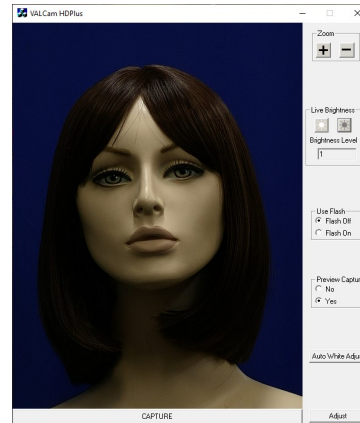 VALCam HDPlus
Zoom
Live Brightness
Brightness Level
1
Use Flash
Flash Off
Flash On
Preview Captur
No
Yes
Auto White Adju
CAPTURE
Adjust